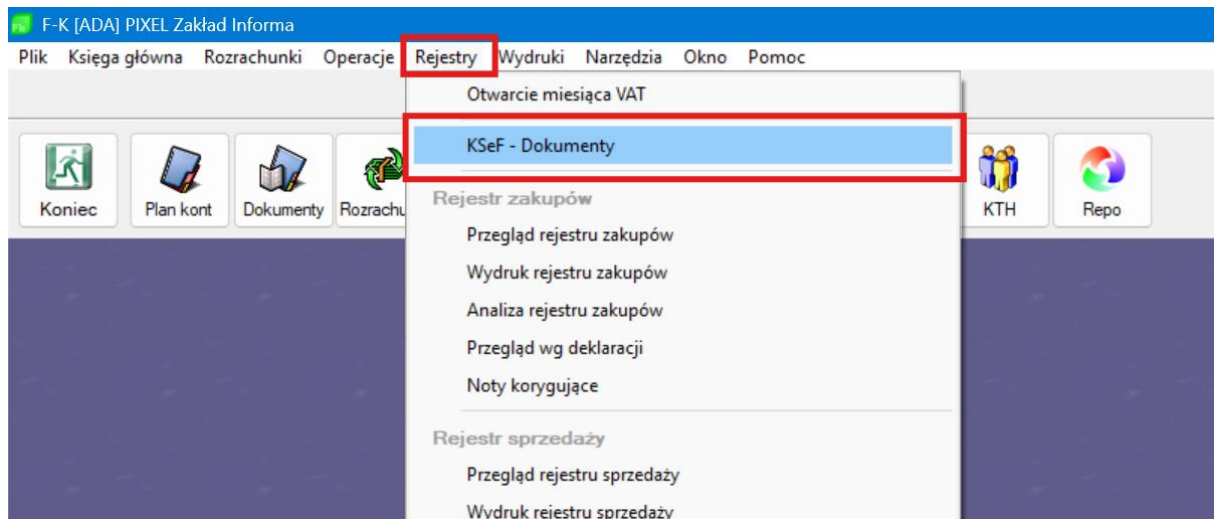 F-K [ADA] PIXEL Zakład Informa
Plik Księga główna Rozrachunki Operacje Rejestry Wydruki Narzędzia Okno Pomoc
Otwarcie miesiąca VAT
KSeF - Dokumenty
Koniec Plan kont Dokumenty Rozrachu KTH Repo
Rejestr zakupów
Przegląd rejestru zakupów
Wydruk rejestru zakupów
Analiza rejestru zakupów
Przegląd wg deklaracji
Noty korygujące
Rejestr sprzedaży
Przegląd rejestru sprzedaży
Wydruk rejestru sprzedaży